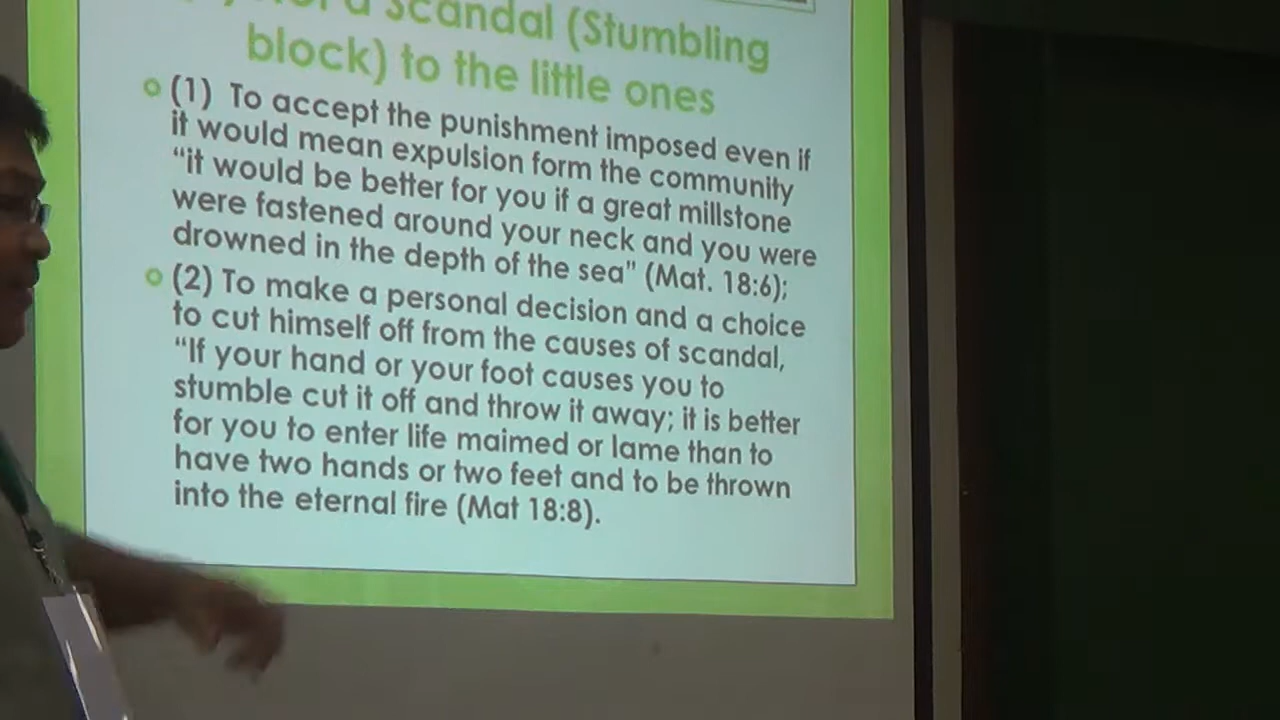 a Scandal (Stumbling
block) to the little ones
(1) To accept the punishment imposed even if
it would mean expulsion form the community
“it would be better for you if a great millstone
were fastened around your neck and you were
drowned in the depth of the sea” (Mat. 18:6);
(2) To make a personal decision and a choice
to cut himself off from the causes of scandal,
“If your hand or your foot causes you to
stumble cut it off and throw it away; it is better
for you to enter life maimed or lame than to
have two hands or two feet and to be thrown
into the eternal fire (Mat 18:8).